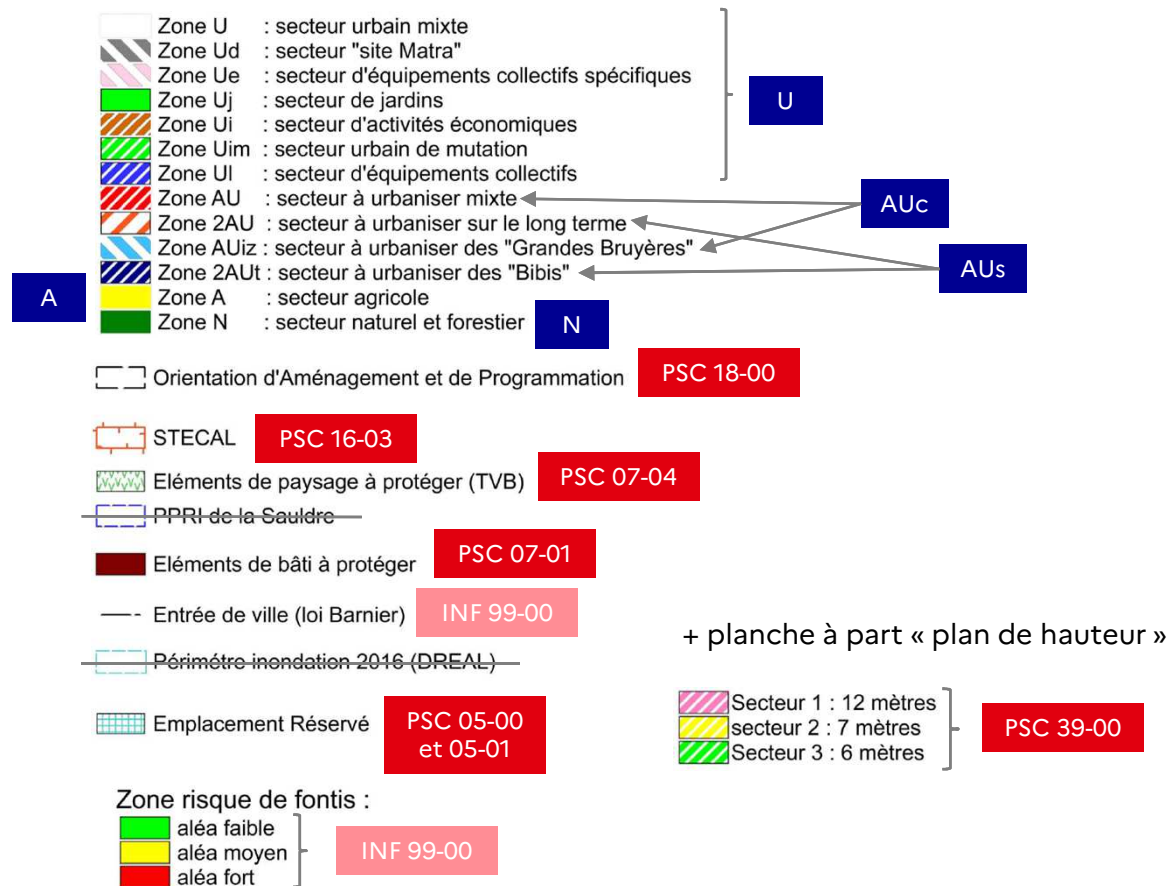 Zone U : secteur urbain mixte
Zone Ud : secteur "site Matra"
Zone Ue : secteur d'équipements collectifs spécifiques
Zone Uj : secteur de jardins
Zone Ui : secteur d'activités économiques
Zone Uim : secteur urbain de mutation
Zone Ul : secteur d'équipements collectifs
U
Zone AU : secteur à urbaniser mixte
Zone 2AU : secteur à urbaniser sur le long terme
Zone AUiz : secteur à urbaniser des "Grandes Bruyères"
Zone 2AUt : secteur à urbaniser des "Bibis"
AUc
AUs
A
Zone A : secteur agricole
Zone N : secteur naturel et forestier
N
Orientation d'Aménagement et de Programmation
PSC 18-00
STECAL
PSC 16-03
Eléments de paysage à protéger (TVB)
PSC 07-04
PPRI de la Sauldre
Eléments de bâti à protéger
PSC 07-01
Entrée de ville (loi Barnier)
INF 99-00
Périmétre inondation 2016 (DREAL)
Emplacement Réservé
PSC 05-00
et 05-01
+ planche à part « plan de hauteur »
Secteur 1 : 12 mètres
secteur 2 : 7 mètres
Secteur 3 : 6 mètres
PSC 39-00
Zone risque de fontis :
aléa faible
aléa moyen
aléa fort
INF 99-00